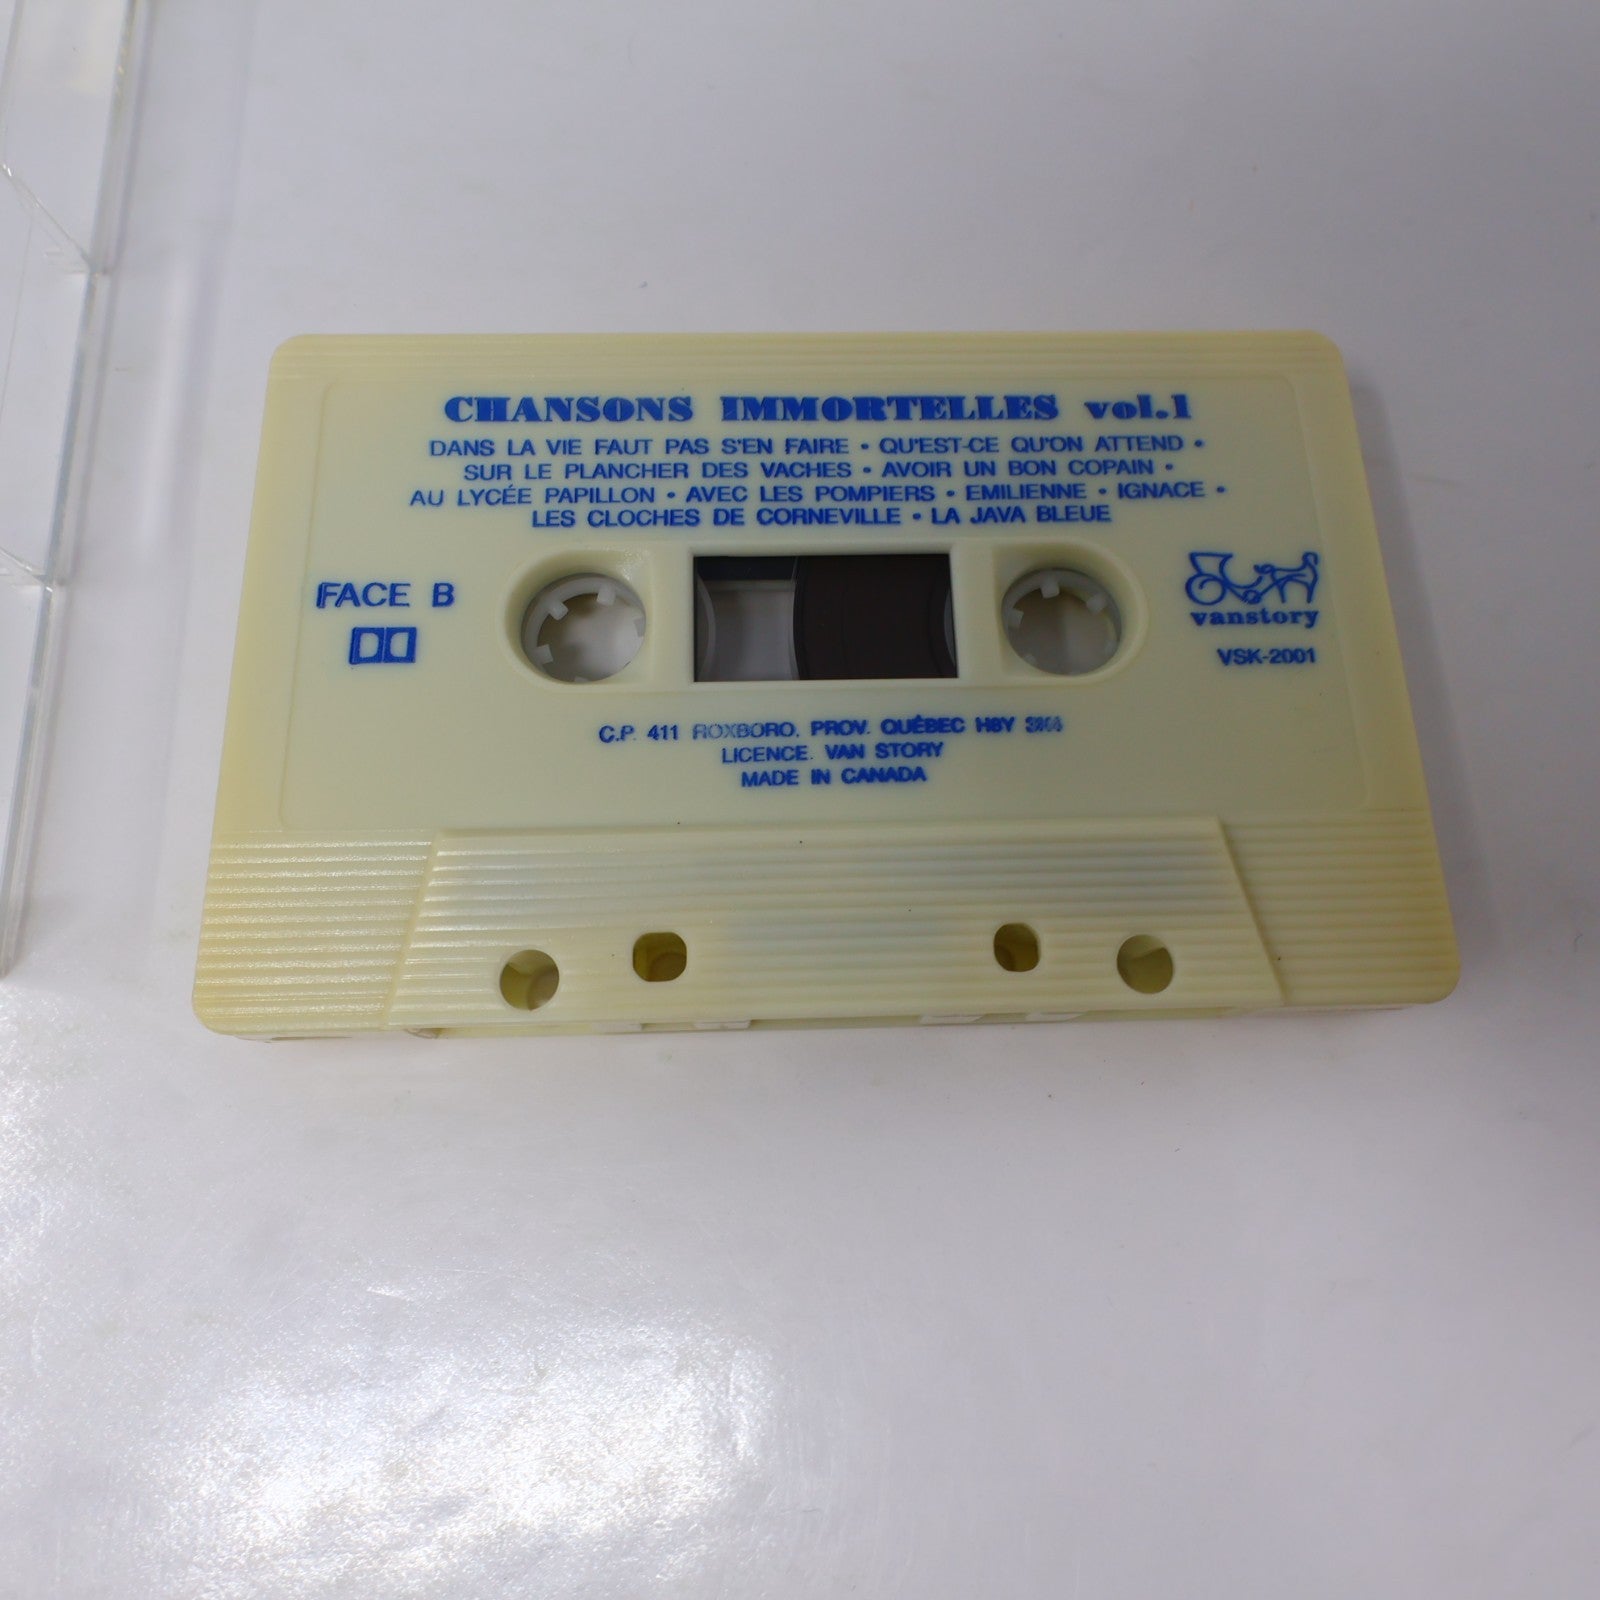 CHANSONS IMMORTELLES vol.1
DANS LA VIE FAUT PAS S'EN FAIRE • QU'EST-CE QU'ON ATTEND •
SUR LE PLANCHER DES VACHES • AVOIR UN BON COPAIN •
AU LYCÉE PAPILLON • AVEC LES POMPIERS • EMILIENNE • IGNACE •
LES CLOCHES DE CORNEVILLE • LA JAVA BLEUE
FACE B
vanstory
VSK-2001
C.P. 411 ROXBORO, PROV. QUÉBEC H8Y
LICENCE. VAN STORY
MADE IN CANADA